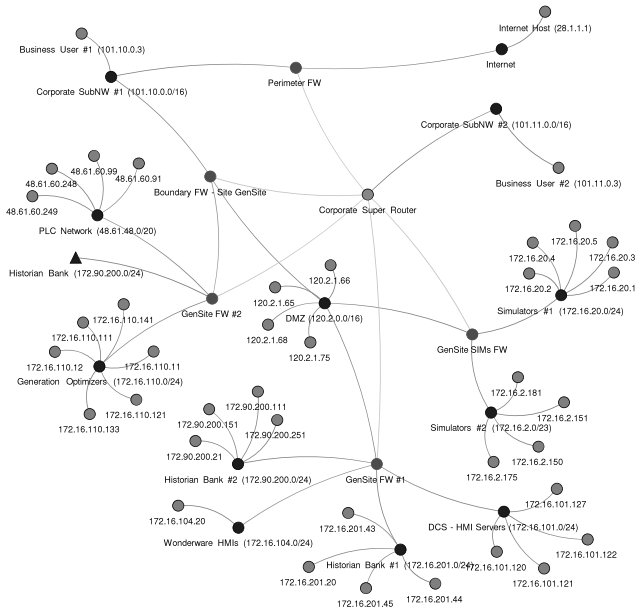 Internet Host (28.1.1.1)
Business User #1 (101.10.0.3)
Internet
Perimeter FW
Corporate SubNW #1 (101.10.0.0/16)
Corporate SubNW #2 (101.11.0.0/16)
48.61.60.99
48.61.60.91
48.61.60.248
Boundary FW - Site GenSite
Business User #2 (101.11.0.3)
48.61.60.249
Corporate Super Router
PLC Network (48.61.48.0/20)
172.16.20.5
172.16.20.4
172.16.20.3
Historian Bank (172.90.200.0/24)
120.2.1.66
172.16.20.2
172.16.20.1
120.2.1.65
GenSite FW #2
DMZ (120.2.0.0/16)
Simulators #1 (172.16.20.0/24)
172.16.110.141
172.16.110.111
120.2.1.68
GenSite SIMs FW
120.2.1.75
172.16.110.12
172.16.110.11
Generation Optimizers (172.16.110.0/24)
172.16.2.181
172.90.200.111
172.16.110.121
172.16.2.151
172.90.200.151
172.16.110.133
Simulators #2 (172.16.2.0/23)
172.90.200.251
172.90.200.21
172.16.2.150
172.16.2.175
Historian Bank #2 (172.90.200.0/24)
GenSite FW #1
172.16.101.127
172.16.104.20
172.16.201.43
DCS - HMI Servers (172.16.101.0/24)
Wonderware HMIs (172.16.104.0/24)
172.16.101.122
Historian Bank #1 (172.16.201.0/24)
172.16.101.120
172.16.201.20
172.16.101.121
172.16.201.45
172.16.201.44